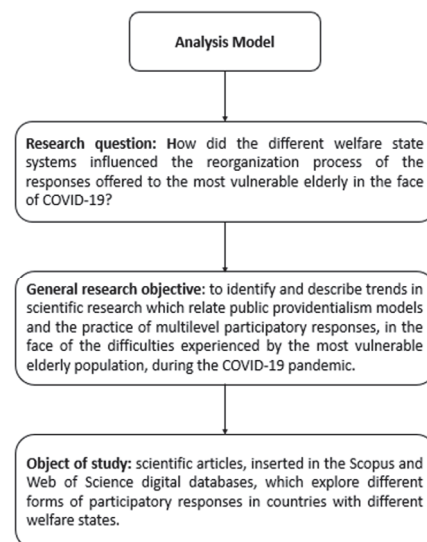 Analysis Model
Research question: How did the different welfare state
systems influenced the reorganization process of the
responses offered to the most vulnerable elderly in the face
of COVID-19?
General research objective: to identify and describe trends in
scientific research which relate public providentialism models
and the practice of multilevel participatory responses, in the
face of the difficulties experienced by the most vulnerable
elderly population, during the COVID-19 pandemic.
Object of study: scientific articles, inserted in the Scopus and
Web of Science digital databases, which explore different
forms of participatory responses in countries with different
welfare states.